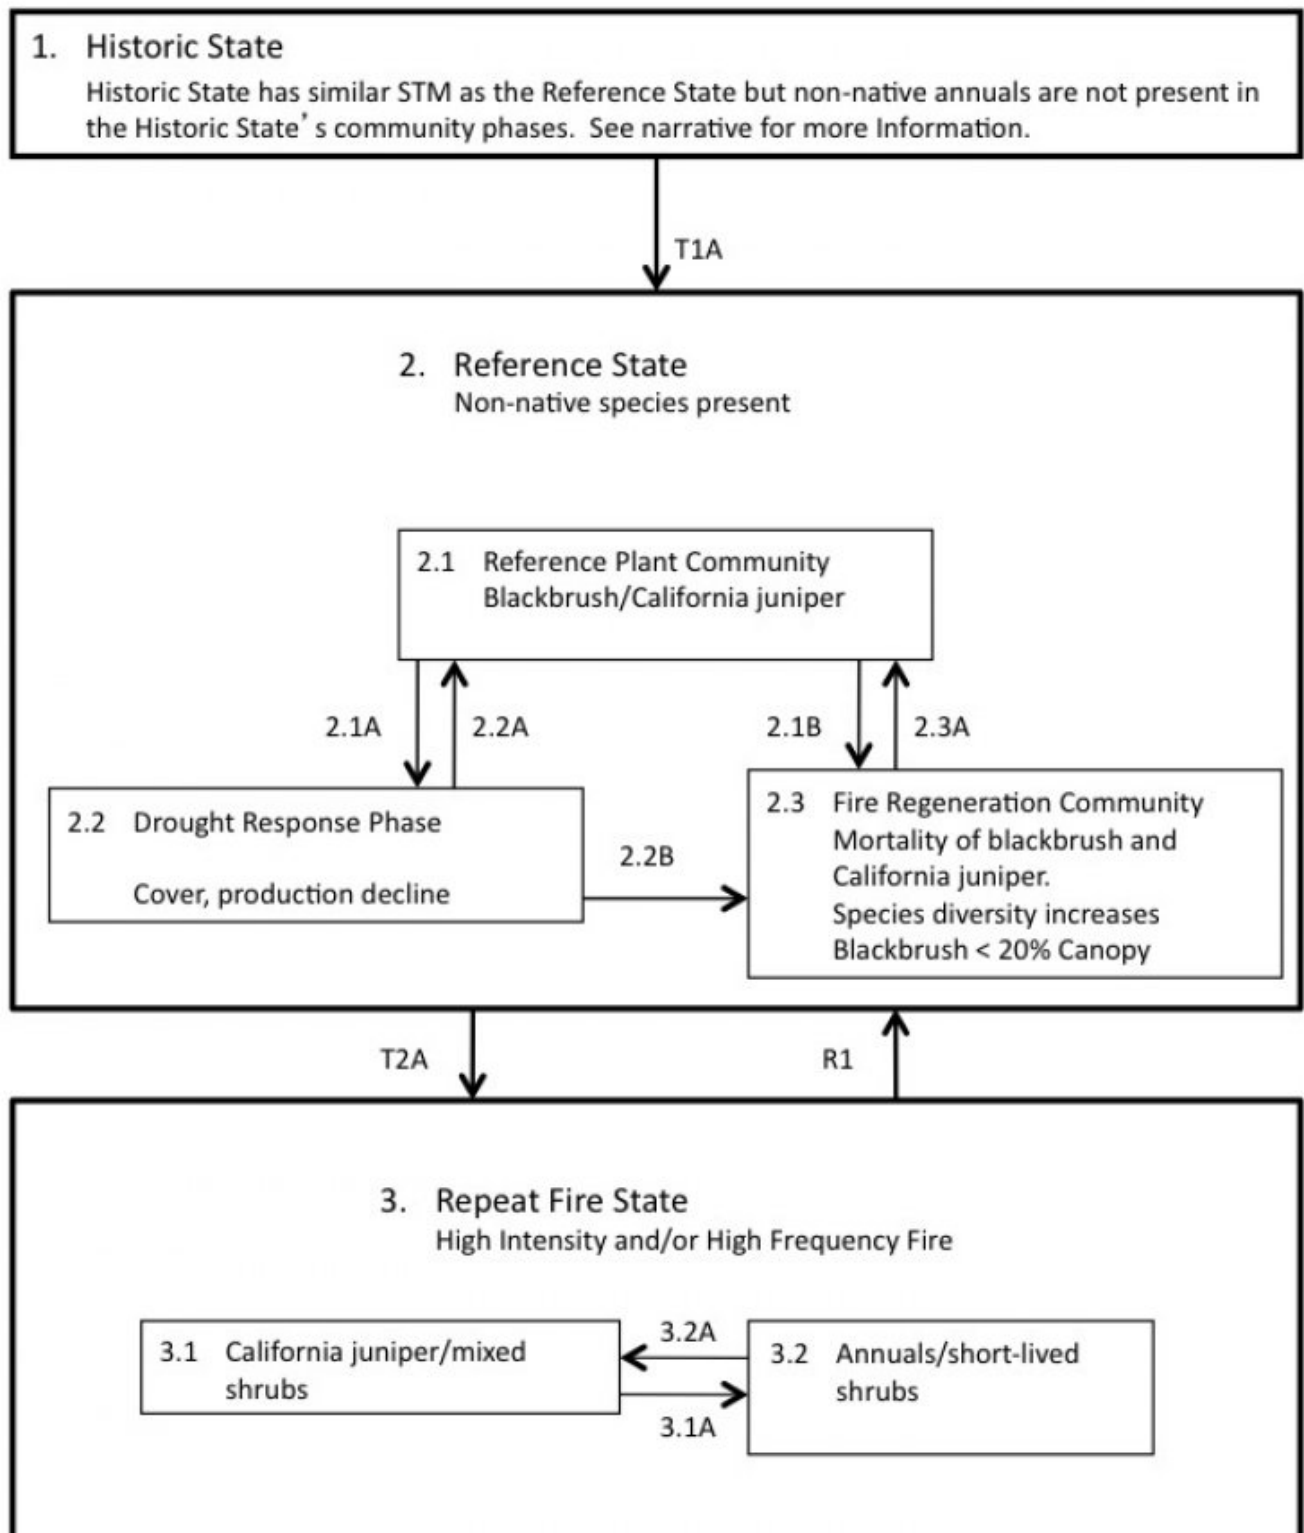 1. Historic State
Historic State has similar STM as the Reference State but non-native annuals are not present in
the Historic State's community phases. See narrative for more Information.
T1A
2. Reference State
Non-native species present
2.1 Reference Plant Community
Blackbrush/California juniper
2.1A
2.2A
2.1B
2.3A
2.2 Drought Response Phase
Cover, production decline
2.2B
2.3 Fire Regeneration Community
Mortality of blackbrush and
California juniper.
Species diversity increases
Blackbrush < 20% Canopy
T2A
R1
3. Repeat Fire State
High Intensity and/or High Frequency Fire
3.1 California juniper/mixed
shrubs
3.2A
3.1A
3.2 Annuals/short-lived
shrubs